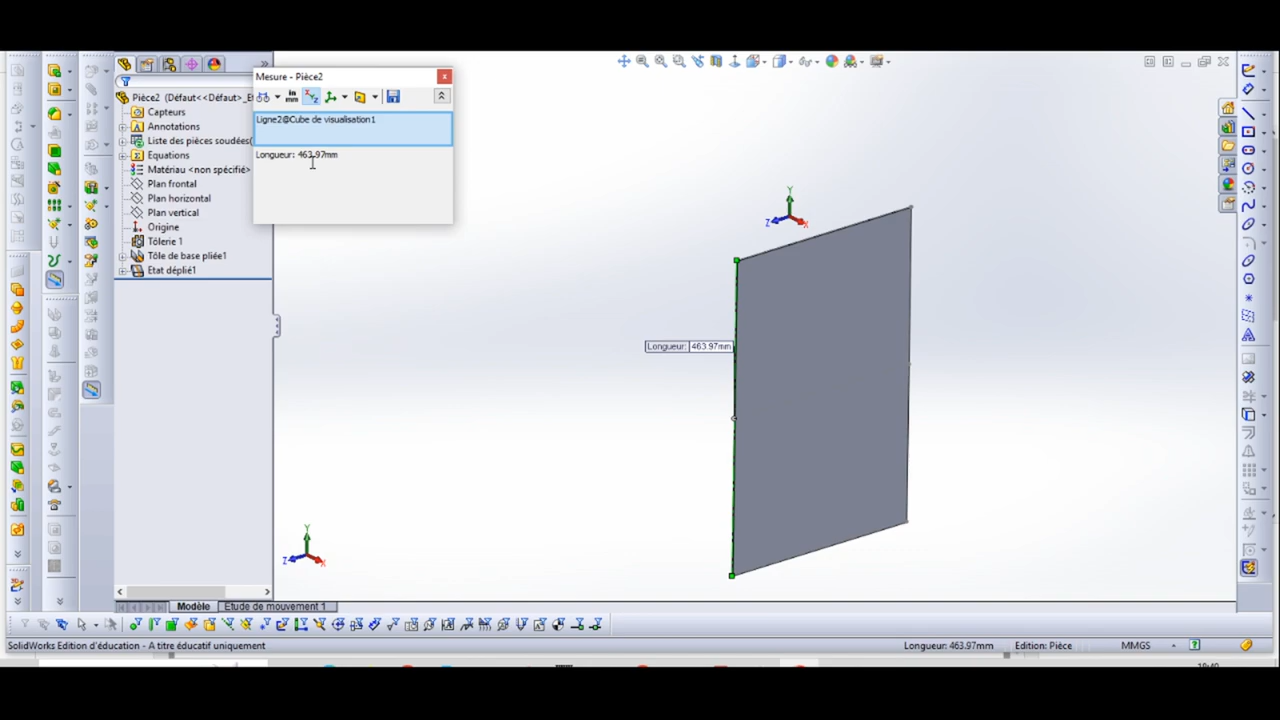 Mesure - Pièce2
x
in
mm
Ligne2@Cube de visualisation1
Longueur: 463.97mm
Pièce2 (Défaut<<Défaut>_E
Capteurs
Annotations
Liste des pièces soudées(
Equations
Matériau <non spécifié>
Plan frontal
Plan horizontal
Plan vertical
Origine
Tôlerie 1
Tôle de base pliée1
Etat déplié1
Y
Z
X
Longueur: 463.97mm
Y
Z
X
Modèle
Etude de mouvement 1
SolidWorks Edition d'éducation - A titre éducatif uniquement
Longueur: 463.97mm
Edition: Pièce
MMGS